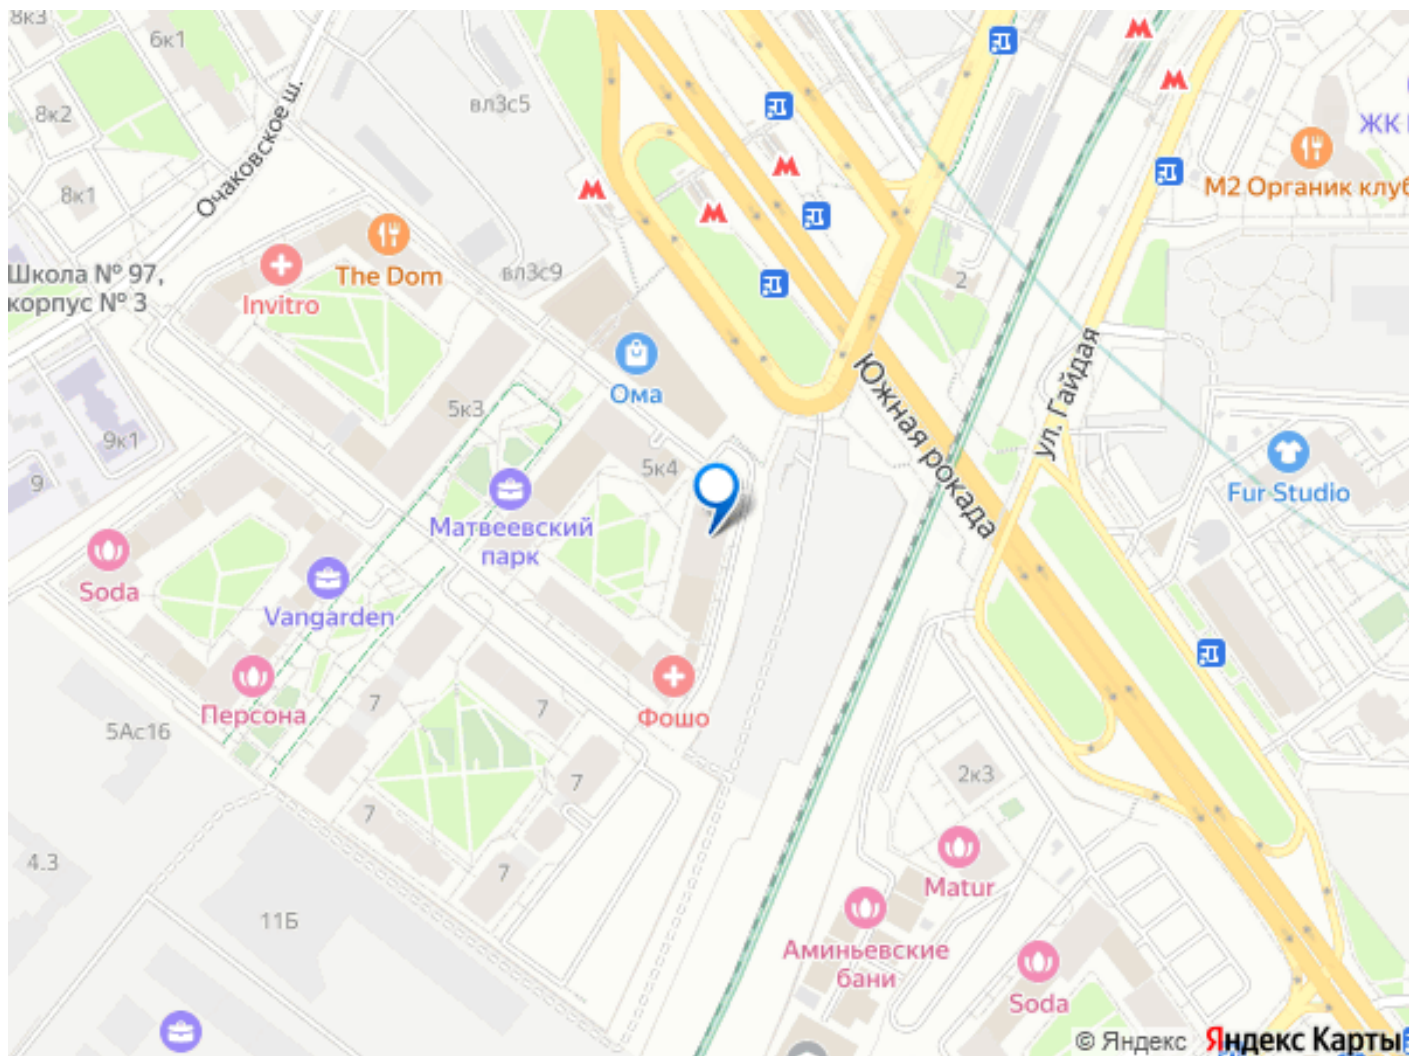 8к3
6к1
8к2
8к1
Очаковское ш.
вл3с5
вл3с9
ЖК
М2 Органик клуб
2
Школа № 97,
корпус № 3
The Dom
Invitro
Ома
Южная рокада
ул. Гайдая
5к3
9к1
9
5к4
Матвеевский
парк
Fur Studio
Soda
Vangarden
Персона
5Ас16
7
7
Фошо
7
7
7
2к3
4.3
11Б
Matur
Аминьевские
бани
Soda
© Яндекс Яндекс Карты